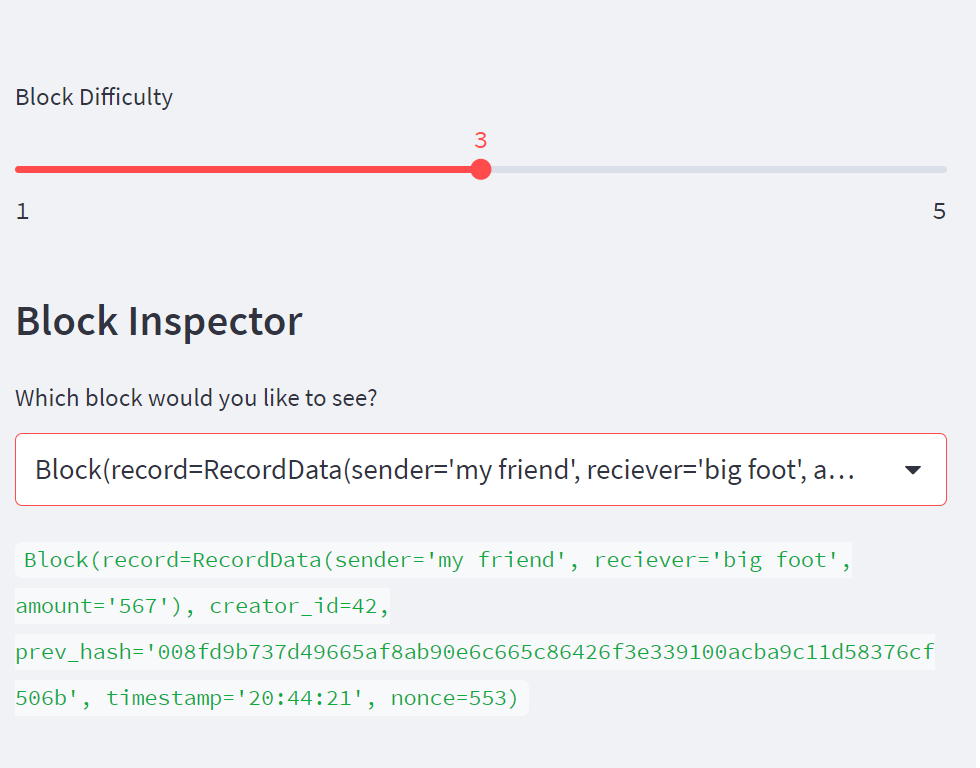 Block Difficulty
3
1
5
Block Inspector
Which block would you like to see?
Block(record=RecordData(sender='my friend', reciever='big foot', a...
Block(record=RecordData(sender='my friend', reciever='big foot',
amount='567'), creator_id=42,
prev_hash='008fd9b737d49665af8ab90e6c665c86426f3e339100acba9c11d58376cf
506b', timestamp='20:44:21', nonce=553)